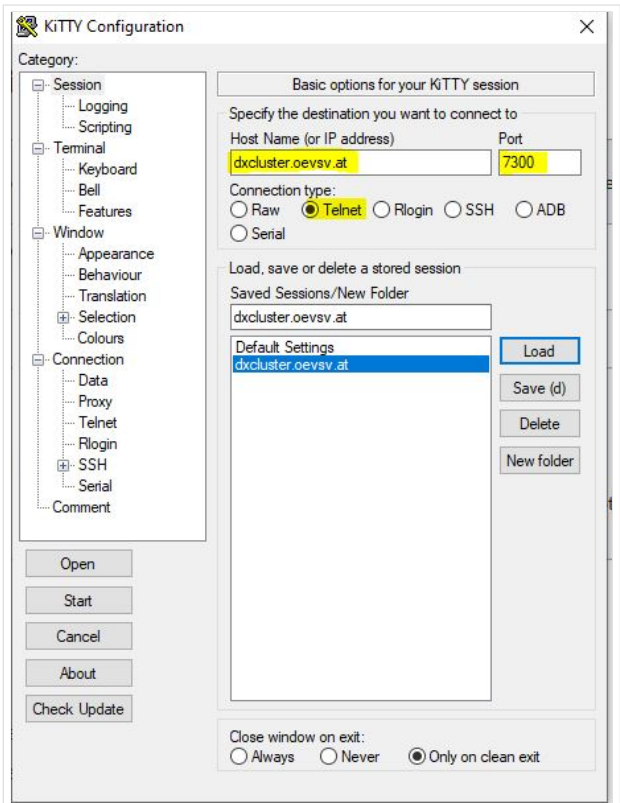 KiTTY Configuration
Category:
Session
Logging
Scripting
Terminal
Keyboard
Bell
Features
Window
Appearance
Behaviour
Translation
Selection
Colours
Connection
Data
Proxy
Telnet
Rlogin
SSH
Serial
Comment
Open
Start
Cancel
About
Check Update
Basic options for your KiTTY session
Specify the destination you want to connect to
Host Name (or IP address) Port
dxcluster.oevsv.at 7300
Connection type:
Raw Telnet Rlogin SSH ADB
Serial
Load, save or delete a stored session
Saved Sessions/New Folder
dxcluster.oevsv.at
Default Settings
dxcluster.oevsv.at
Load
Save (d)
Delete
New folder
Close window on exit:
Always Never Only on clean exit